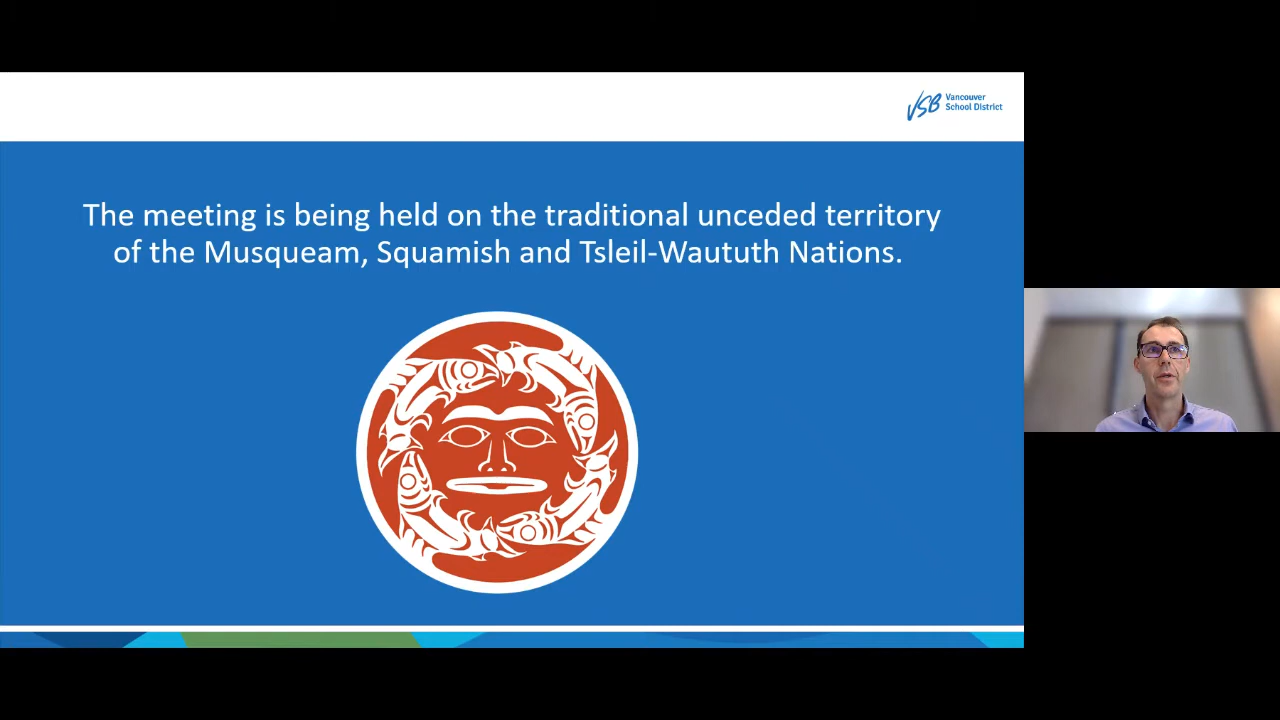 VSB Vancouver
School District
The meeting is being held on the traditional unceded territory
of the Musqueam, Squamish and Tsleil-Waututh Nations.